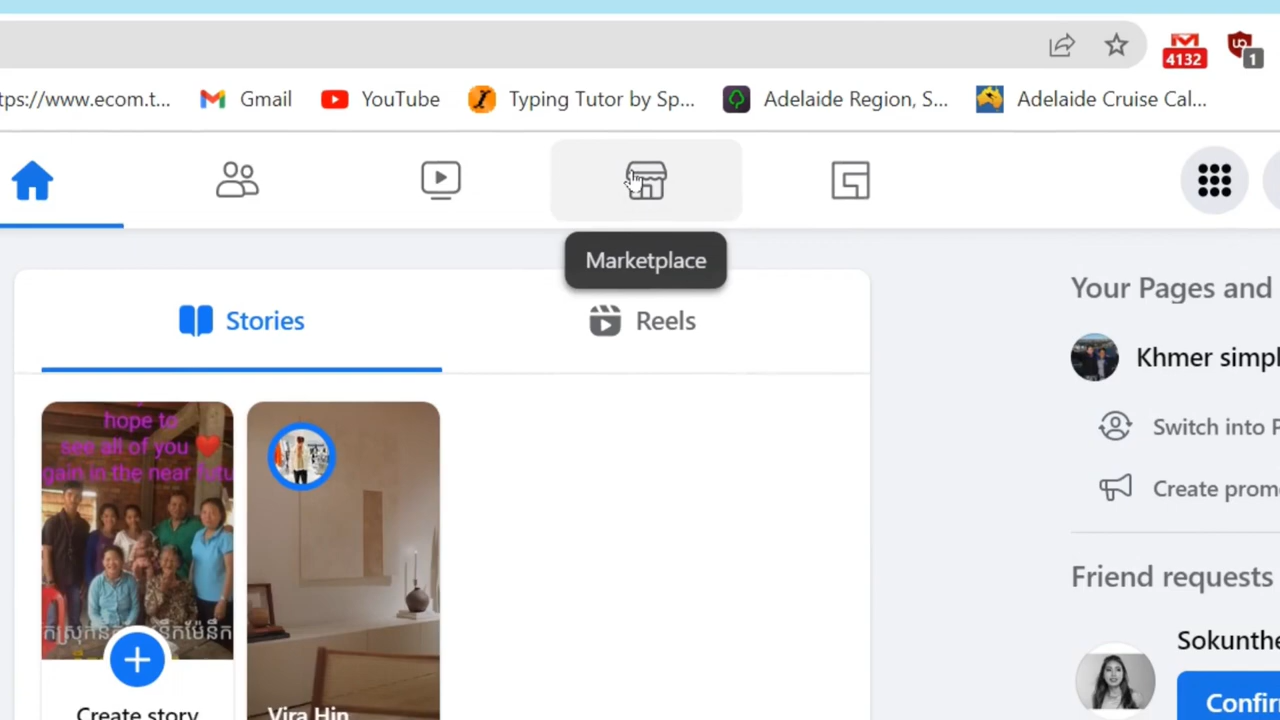 tps://www.ecom.t...
Gmail
YouTube
Typing Tutor by Sp...
Adelaide Region, S...
Adelaide Cruise Cal...
4132
1
Marketplace
Stories
Reels
Your Pages and
Khmer simpl
Switch into P
Create promo
hope to
see all of you ❤️
gain in the near futu
Vira Hin
Create story
Friend requests
Sokunthe
Confir